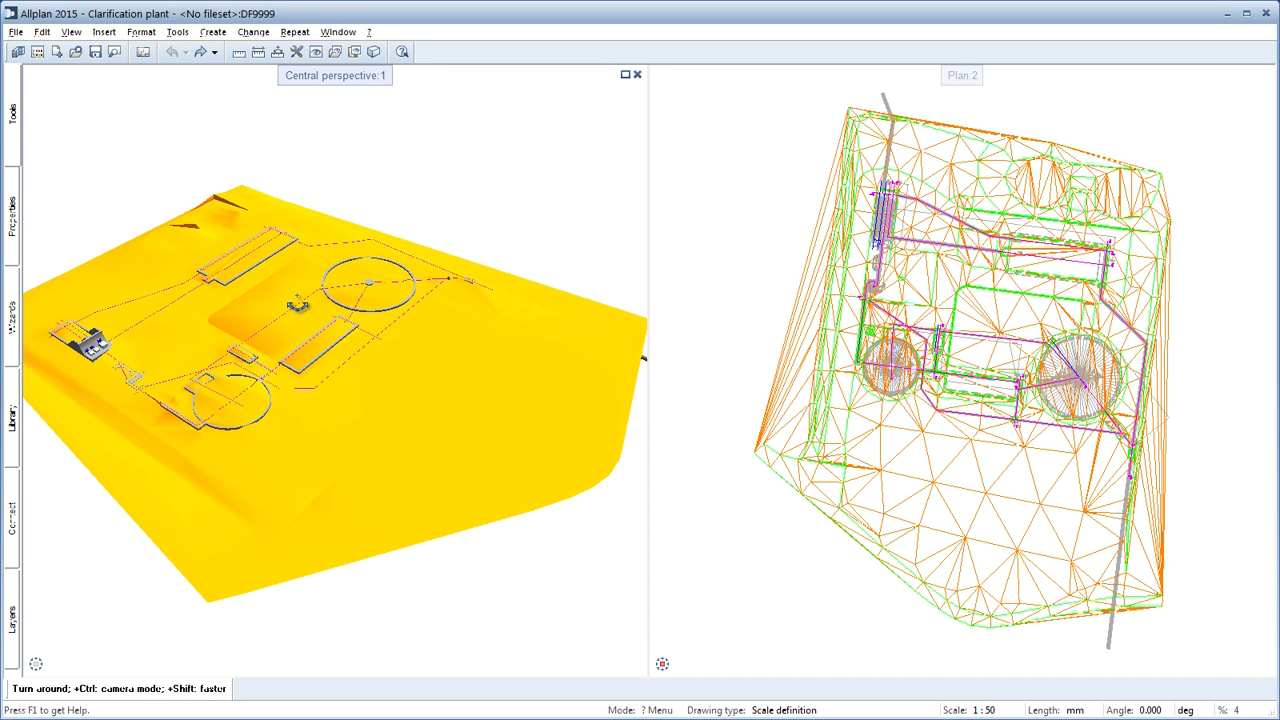 Allplan 2015 - Clarification plant - <No fileset>:DF9999
File Edit View Insert Format Tools Create Change Repeat Window ?
Central perspective:1
Plan:2
Tools
Properties
Wizards
Library
Connect
Layers
Turn around; +Ctrl: camera mode; +Shift: faster
Press F1 to get Help.
Mode: ? Menu
Drawing type: Scale definition
Scale: 1 : 50
Length: mm
Angle: 0.000 deg
%: 4